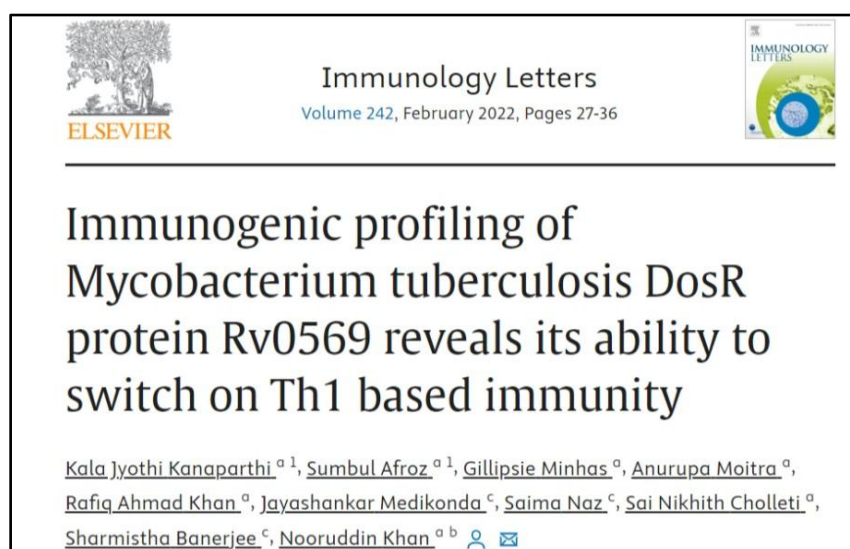 Immunology Letters
Volume 242, February 2022, Pages 27-36
ELSEVIER
IMMUNOLOGY
LETTERS
Immunogenic profiling of
Mycobacterium tuberculosis DosR
protein Rv0569 reveals its ability to
switch on Th1 based immunity
Kala Jyothi Kanaparthi a 1, Sumbul Afroz a 1, Gillipsie Minhas a, Anurupa Moitra a,
Rafiq Ahmad Khan a, Jayashankar Medikonda c, Saima Naz c, Sai Nikhith Cholleti a,
Sharmistha Banerjee c, Nooruddin Khan a b